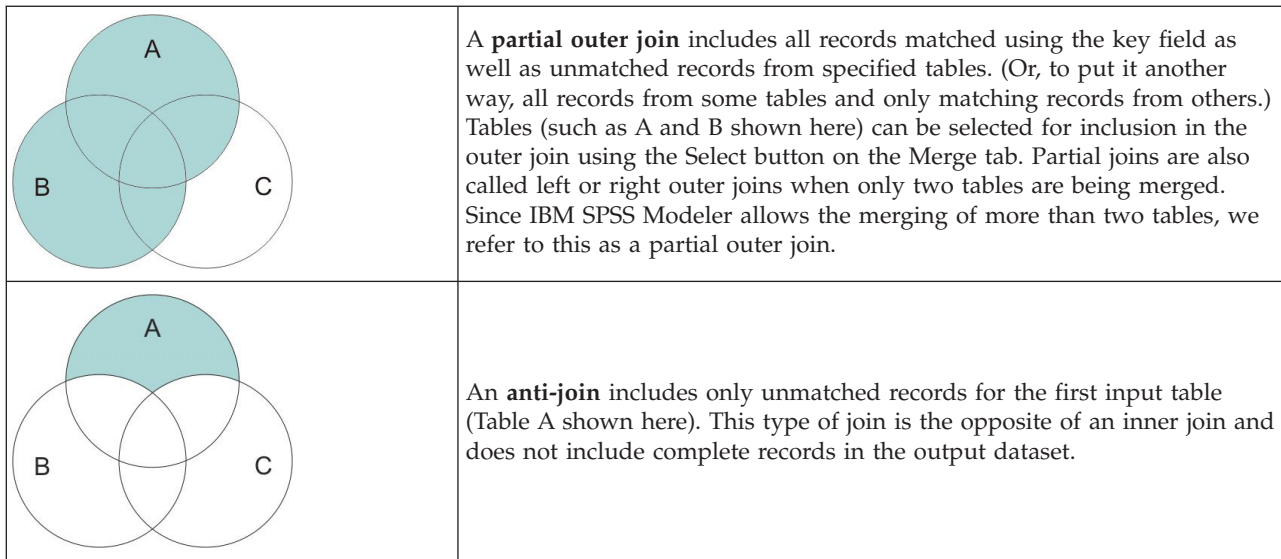 A
B
C
A partial outer join includes all records matched using the key field as
well as unmatched records from specified tables. (Or, to put it another
way, all records from some tables and only matching records from others.)
Tables (such as A and B shown here) can be selected for inclusion in the
outer join using the Select button on the Merge tab. Partial joins are also
called left or right outer joins when only two tables are being merged.
Since IBM SPSS Modeler allows the merging of more than two tables, we
refer to this as a partial outer join.
A
B
C
An anti-join includes only unmatched records for the first input table
(Table A shown here). This type of join is the opposite of an inner join and
does not include complete records in the output dataset.